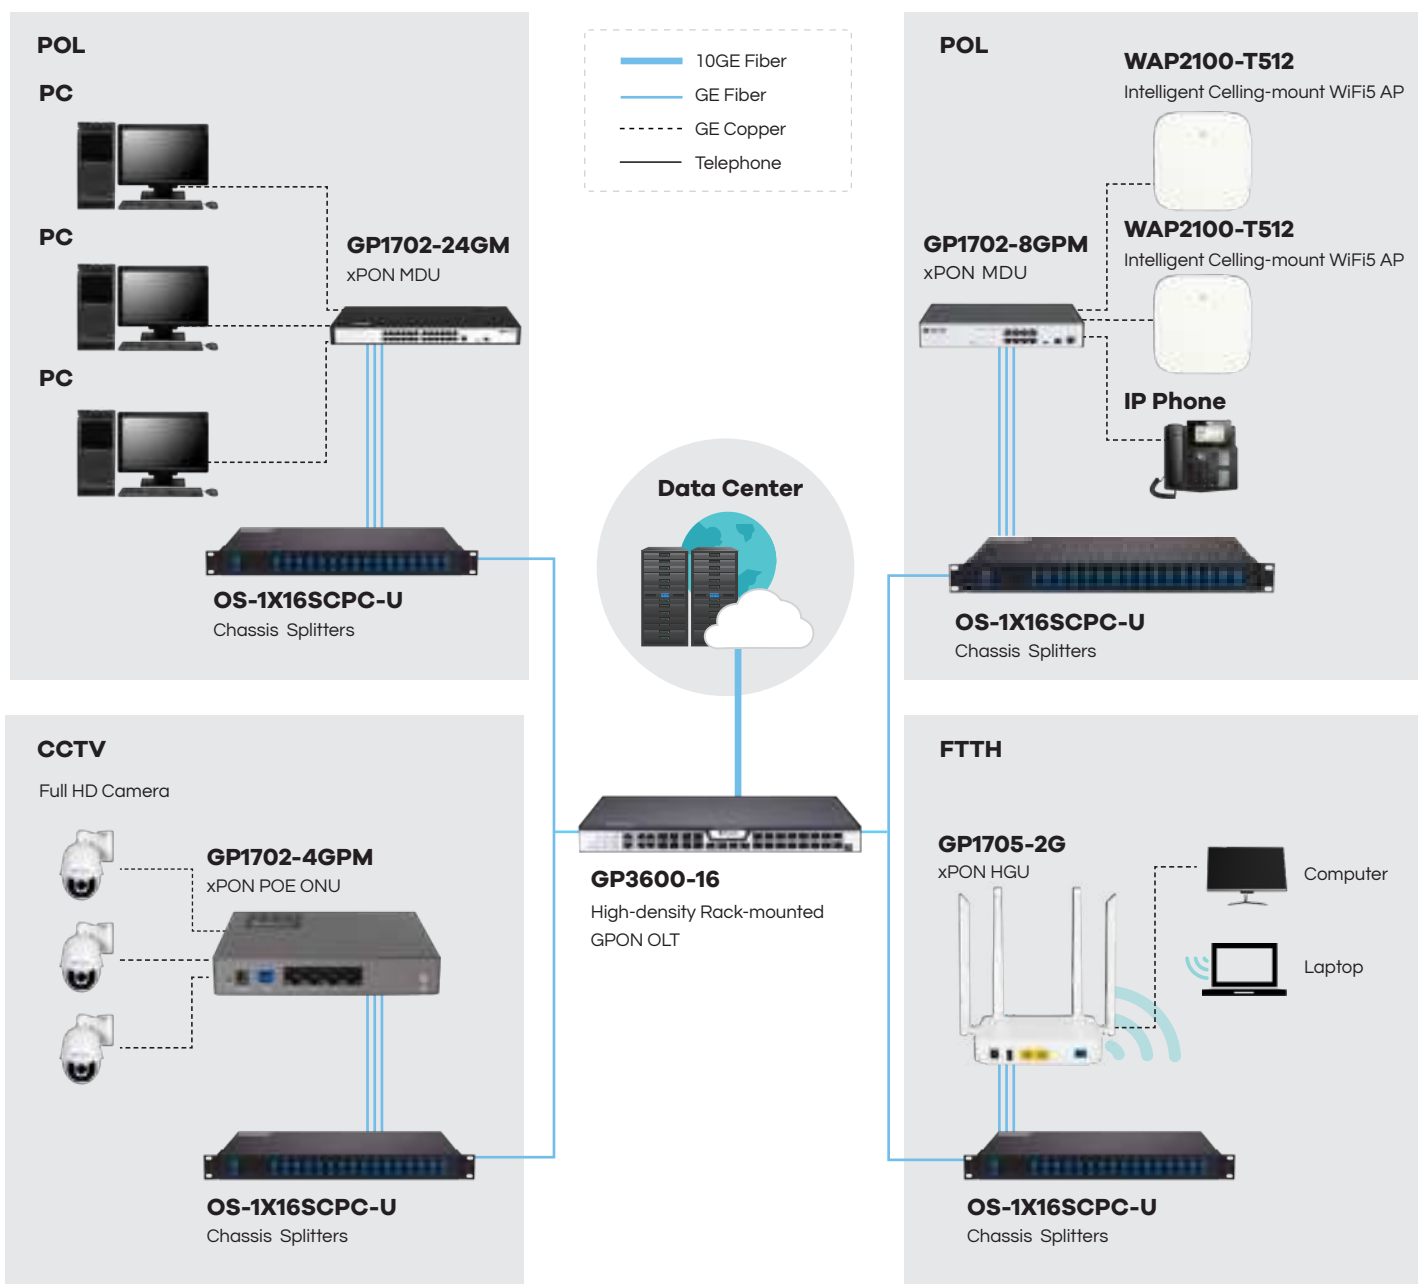 POL
PC
PC
PC
GP1702-24GM
xPON MDU
OS-1X16SCPC-U
Chassis Splitters
10GE Fiber
GE Fiber
GE Copper
Telephone
POL
WAP2100-T512
Intelligent Celling-mount WiFi5 AP
WAP2100-T512
Intelligent Celling-mount WiFi5 AP
GP1702-8GPM
xPON MDU
IP Phone
OS-1X16SCPC-U
Chassis Splitters
Data Center
GP3600-16
High-density Rack-mounted
GPON OLT
CCTV
Full HD Camera
GP1702-4GPM
xPON POE ONU
OS-1X16SCPC-U
Chassis Splitters
FTTH
GP1705-2G
xPON HGU
Computer
Laptop
OS-1X16SCPC-U
Chassis Splitters